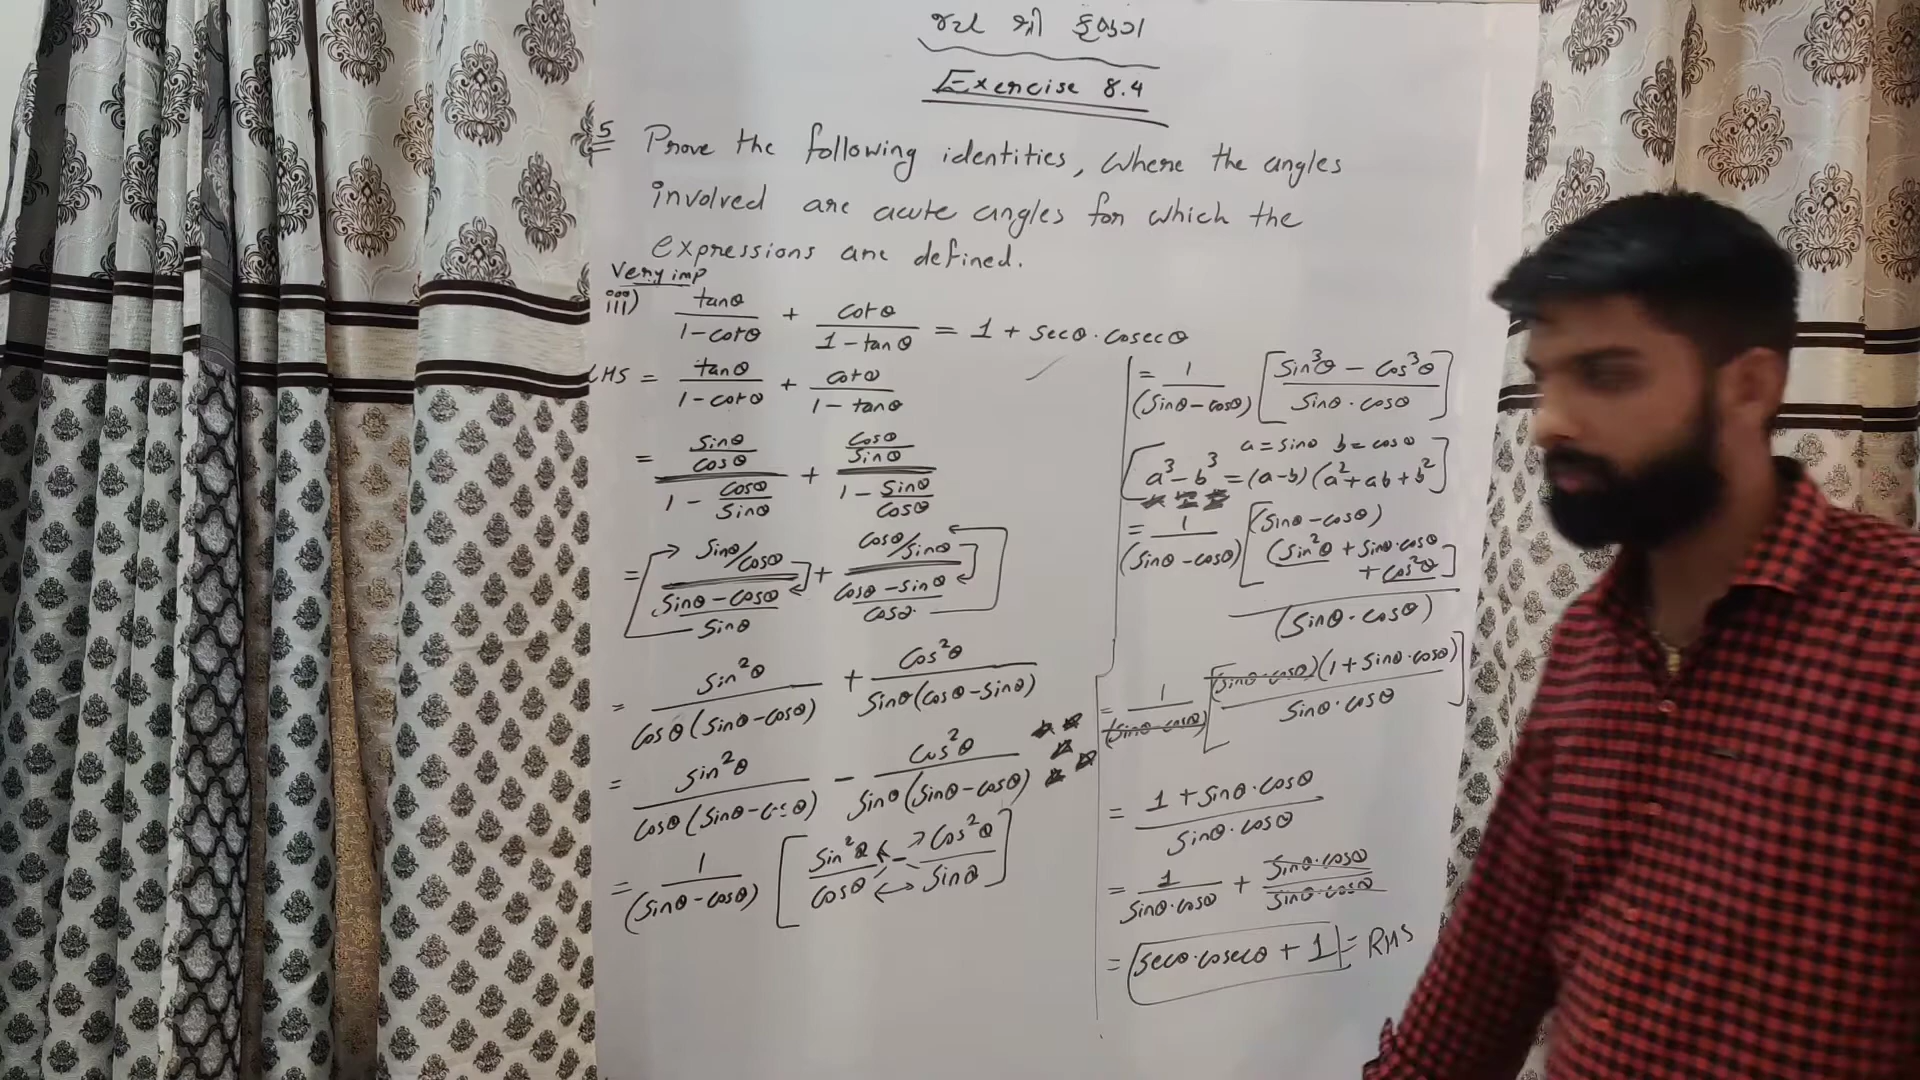 જય શ્રી કૃષ્ણ
Exercise 8.4
5 Prove the following identities, where the angles
involved are acute angles for which the
expressions are defined.
Very imp
iii) tanθ/(1-cotθ) + cotθ/(1-tanθ) = 1 + secθ·cosecθ
LHS = tanθ/(1-cotθ) + cotθ/(1-tanθ)
= (sinθ/cosθ)/(1 - cosθ/sinθ) + (cosθ/sinθ)/(1 - sinθ/cosθ)
= (sinθ/cosθ)/((sinθ-cosθ)/sinθ) + (cosθ/sinθ)/((cosθ-sinθ)/cosθ)
= sin²θ/(cosθ(sinθ-cosθ)) + cos²θ/(sinθ(cosθ-sinθ))
= sin²θ/(cosθ(sinθ-cosθ)) - cos²θ/(sinθ(sinθ-cosθ))
= 1/(sinθ-cosθ) [sin²θ/cosθ - cos²θ/sinθ]
= 1/(sinθ-cosθ) [(sin³θ - cos³θ)/(sinθ·cosθ)]
a = sinθ b = cosθ
[a³-b³ = (a-b)(a²+ab+b²)]
= 1/(sinθ-cosθ) [(sinθ-cosθ)
(sin²θ + sinθ·cosθ
+ cos²θ)]
(sinθ·cosθ)
= 1/(sinθ-cosθ) [(sinθ-cosθ)(1+sinθ·cosθ)/(sinθ·cosθ)]
= (1 + sinθ·cosθ)/(sinθ·cosθ)
= 1/(sinθ·cosθ) + (sinθ·cosθ)/(sinθ·cosθ)
= secθ·cosecθ + 1 = RHS